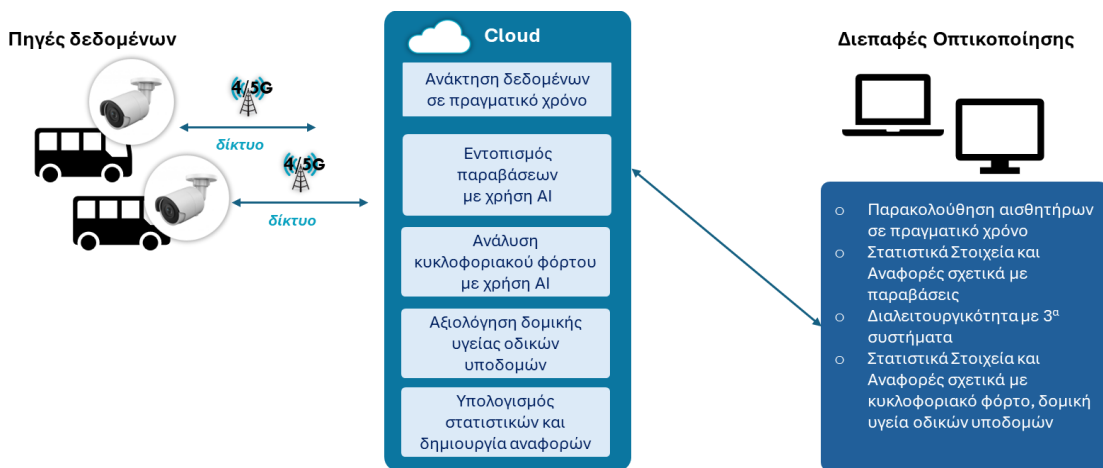 Πηγές δεδομένων
4/5G
δίκτυο
4/5G
δίκτυο
Cloud
Ανάκτηση δεδομένων
σε πραγματικό χρόνο
Εντοπισμός
παραβάσεων
με χρήση AI
Ανάλυση
κυκλοφοριακού φόρτου
με χρήση AI
Αξιολόγηση δομικής
υγείας οδικών
υποδομών
Υπολογισμός
στατιστικών και
δημιουργία αναφορών
Διεπαφές Οπτικοποίησης
o Παρακολούθηση αισθητήρων
σε πραγματικό χρόνο
o Στατιστικά Στοιχεία και
Αναφορές σχετικά με
παραβάσεις
o Διαλειτουργικότητα με 3ᵅ
συστήματα
o Στατιστικά Στοιχεία και
Αναφορές σχετικά με
κυκλοφοριακό φόρτο, δομική
υγεία οδικών υποδομών